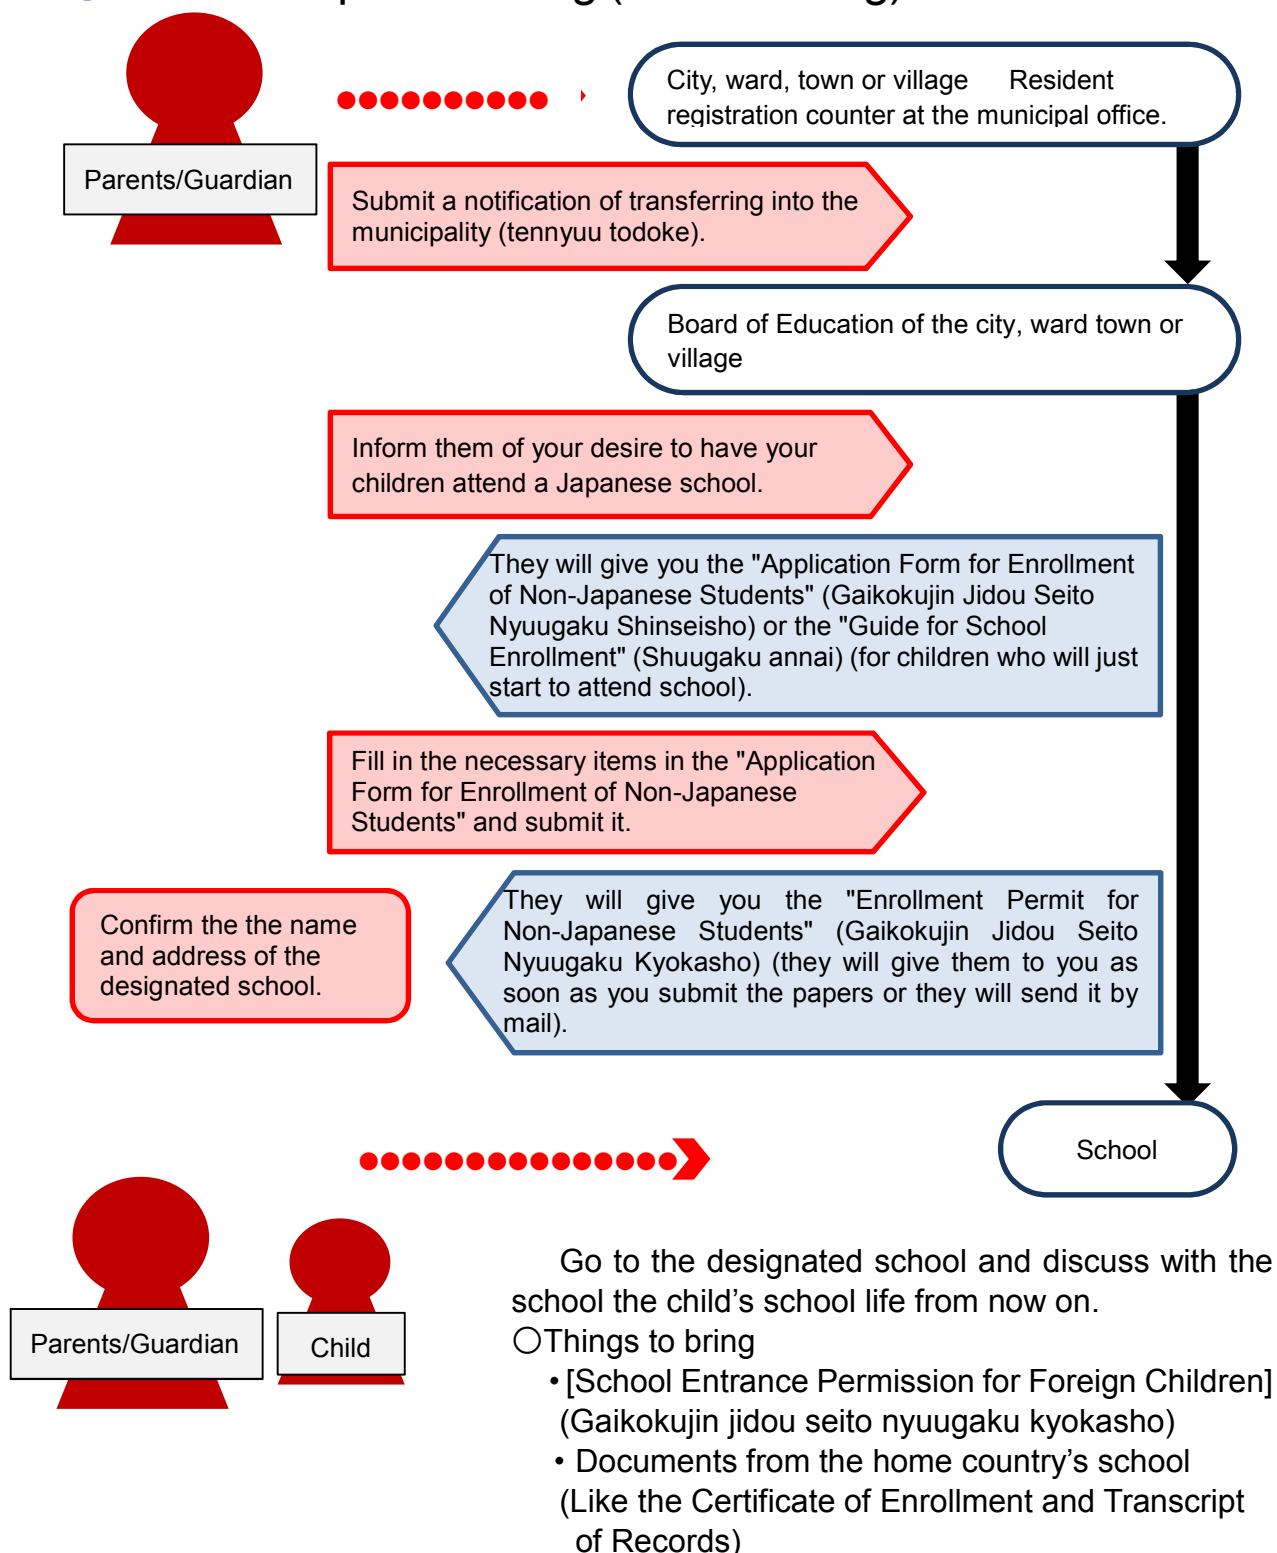 City, ward, town or village Resident
registration counter at the municipal office.
Parents/Guardian
Submit a notification of transferring into the
municipality (tennyuu todoke).
Board of Education of the city, ward town or
village
Inform them of your desire to have your
children attend a Japanese school.
They will give you the "Application Form for Enrollment
of Non-Japanese Students" (Gaikokujin Jidou Seito
Nyuugaku Shinseisho) or the "Guide for School
Enrollment" (Shuugaku annai) (for children who will just
start to attend school).
Fill in the necessary items in the "Application
Form for Enrollment of Non-Japanese
Students" and submit it.
Confirm the the name
and address of the
designated school.
They will give you the "Enrollment Permit for
Non-Japanese Students" (Gaikokujin Jidou Seito
Nyuugaku Kyokasho) (they will give them to you as
soon as you submit the papers or they will send it by
mail).
School
Parents/Guardian
Child
Go to the designated school and discuss with the
school the child’s school life from now on.
○Things to bring
・[School Entrance Permission for Foreign Children]
(Gaikokujin jidou seito nyuugaku kyokasho)
・Documents from the home country’s school
(Like the Certificate of Enrollment and Transcript
of Records)